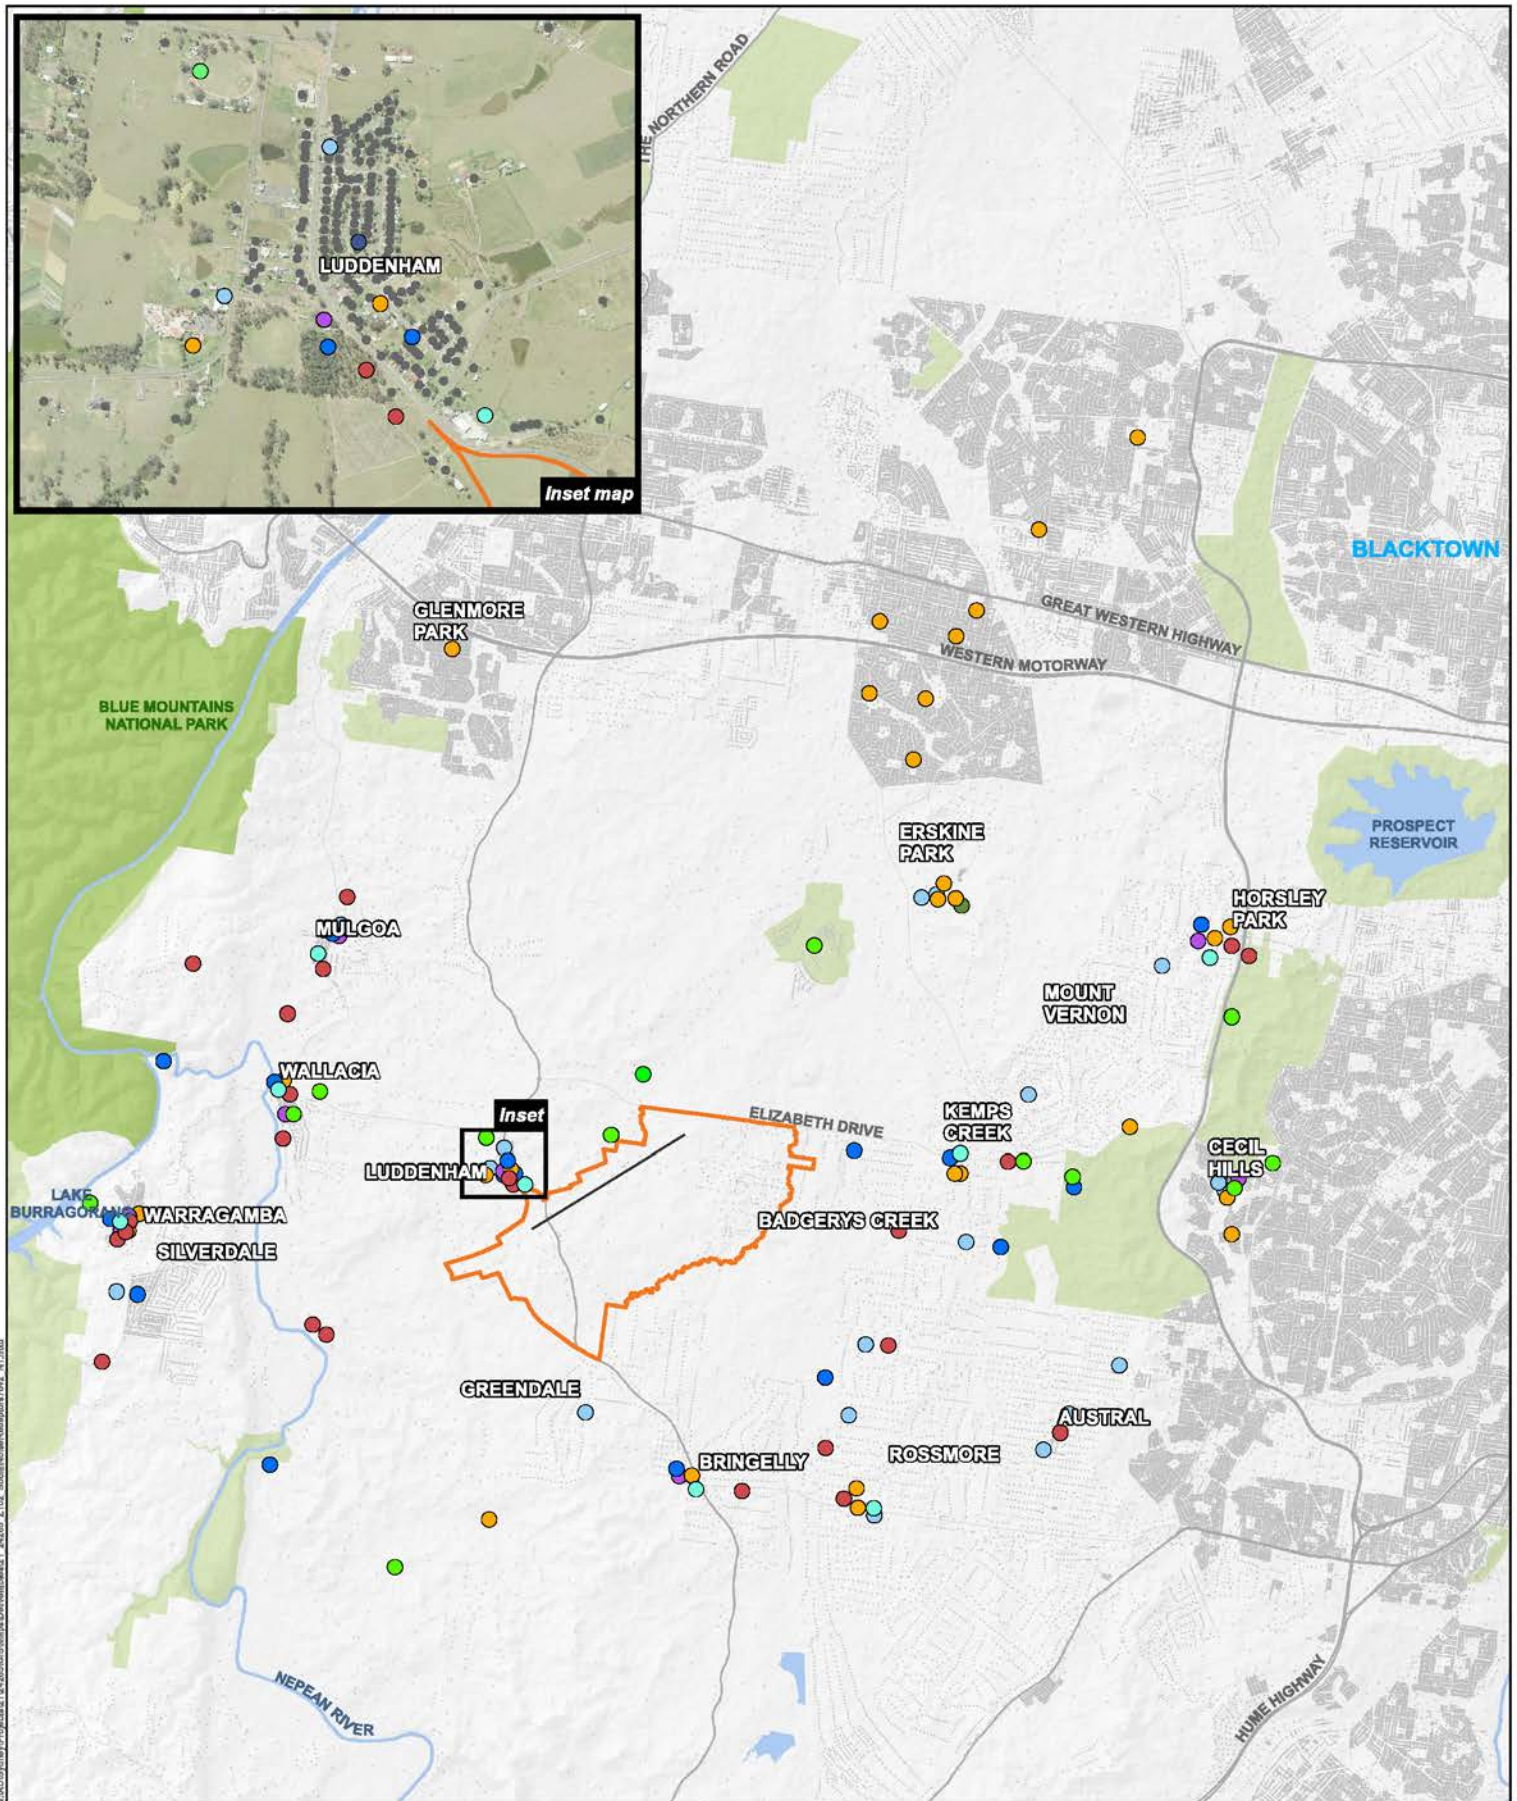 THE NORTHERN ROAD
LUDDENHAM
Inset map
BLACKTOWN
GLENMORE
PARK
GREAT WESTERN HIGHWAY
WESTERN MOTORWAY
BLUE MOUNTAINS
NATIONAL PARK
PROSPECT
RESERVOIR
ERSKINE
PARK
HORSLEY
PARK
MULGOA
MOUNT
VERNON
WALLACIA
Inset
ELIZABETH DRIVE
KEMPS
CREEK
CECIL
HILLS
LUDDENHAM
LAKE
BURRAGORANG
WARRAGAMBA
BADGERYS CREEK
SILVERDALE
GREENDALE
AUSTRAL
BRINGELLY
ROSSMORE
NEPEAN RIVER
HUME HIGHWAY